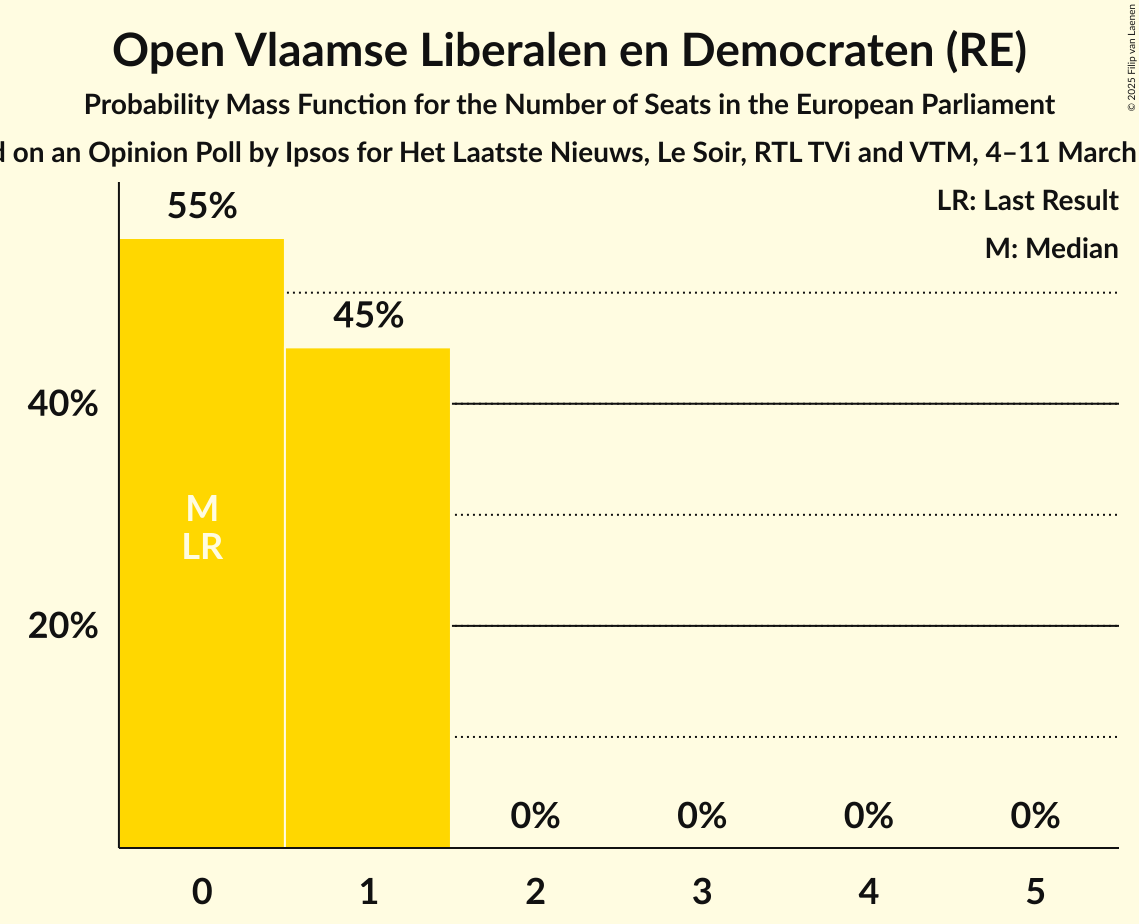 Open Vlaamse Liberalen en Democraten (RE)
Probability Mass Function for the Number of Seats in the European Parliament
on an Opinion Poll by Ipsos for Het Laatste Nieuws, Le Soir, RTL TVi and VTM, 4–11 March
© 2025 Filip van Laenen
LR: Last Result
M: Median
55%
45%
40%
20%
M
LR
0%
0%
0%
0%
0
1
2
3
4
5